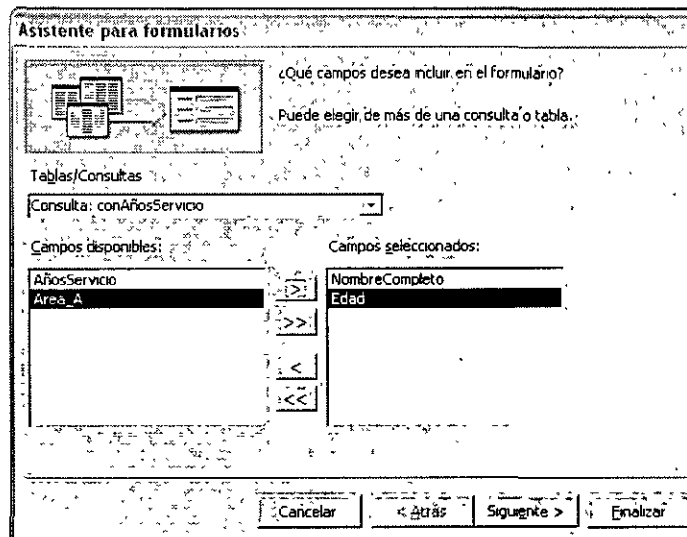 Asistente para formularios
¿Qué campos desea incluir en el formulario?
Puede elegir de más de una consulta o tabla.
Tablas/Consultas
Consulta: conAñosServicio
Campos disponibles:
Campos seleccionados:
AñosServicio
Area_A
NombreCompleto
Edad
>
>>
<
<<
Cancelar
< Atrás
Siguiente >
Finalizar